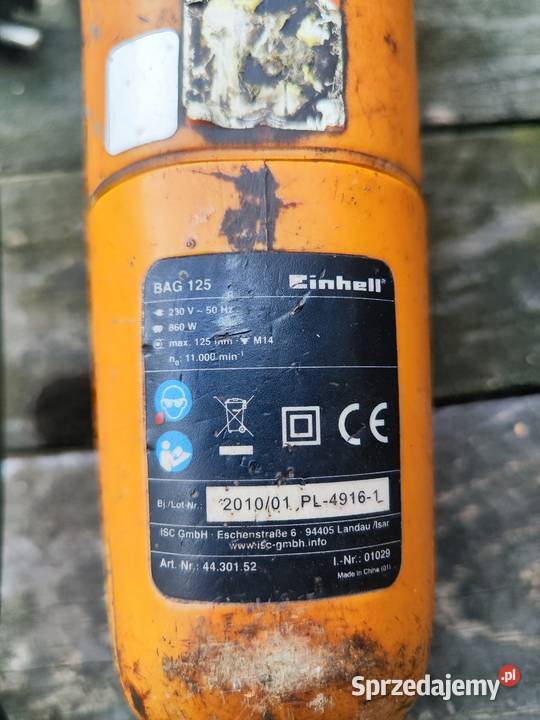 BAG 125
Einhell®
230 V ~ 50 Hz
860 W
max. 125 mm · M14
n₀: 11.000 min⁻¹
CE
Bj./Lot-Nr.: 2010/01 PL-4916-1
ISC GmbH · Eschenstraße 6 · 94405 Landau /Isar
www.isc-gmbh.info
Art. Nr.: 44.301.52
I.-Nr.: 01029
Made in China (01)
Sprzedajemy.pl